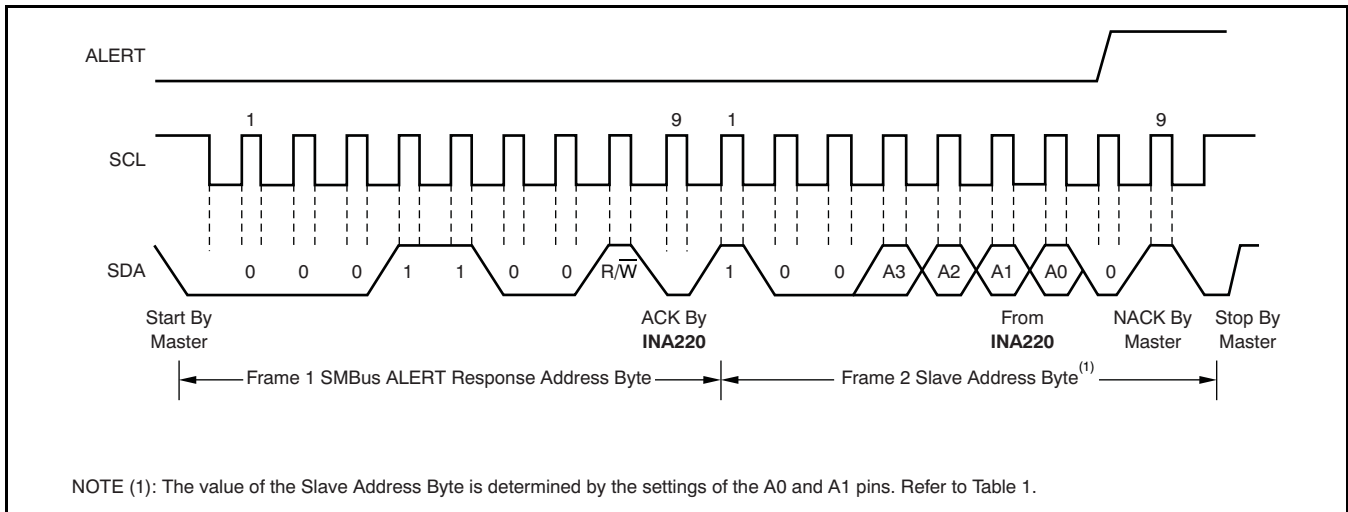 ALERT
1 9 1 9
SCL
SDA 0 0 0 1 1 0 0 R/W 1 0 0 A3 A2 A1 A0 0
Start By
Master
ACK By
INA220
From
INA220
NACK By
Master
Stop By
Master
Frame 1 SMBus ALERT Response Address Byte
Frame 2 Slave Address Byte(1)
NOTE (1): The value of the Slave Address Byte is determined by the settings of the A0 and A1 pins. Refer to Table 1.